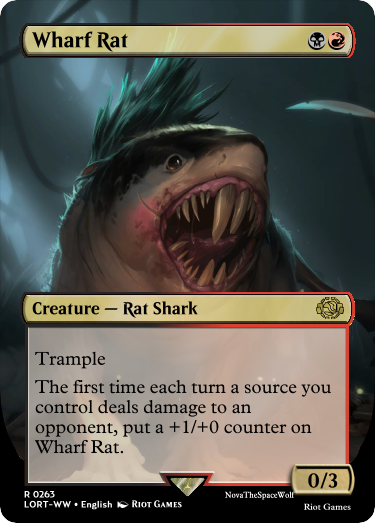 Wharf Rat
Creature — Rat Shark
Trample
The first time each turn a source you
control deals damage to an
opponent, put a +1/+0 counter on
Wharf Rat.
0/3
R 0263
NovaTheSpaceWolf
LORT-WW • English Riot Games
Riot Games